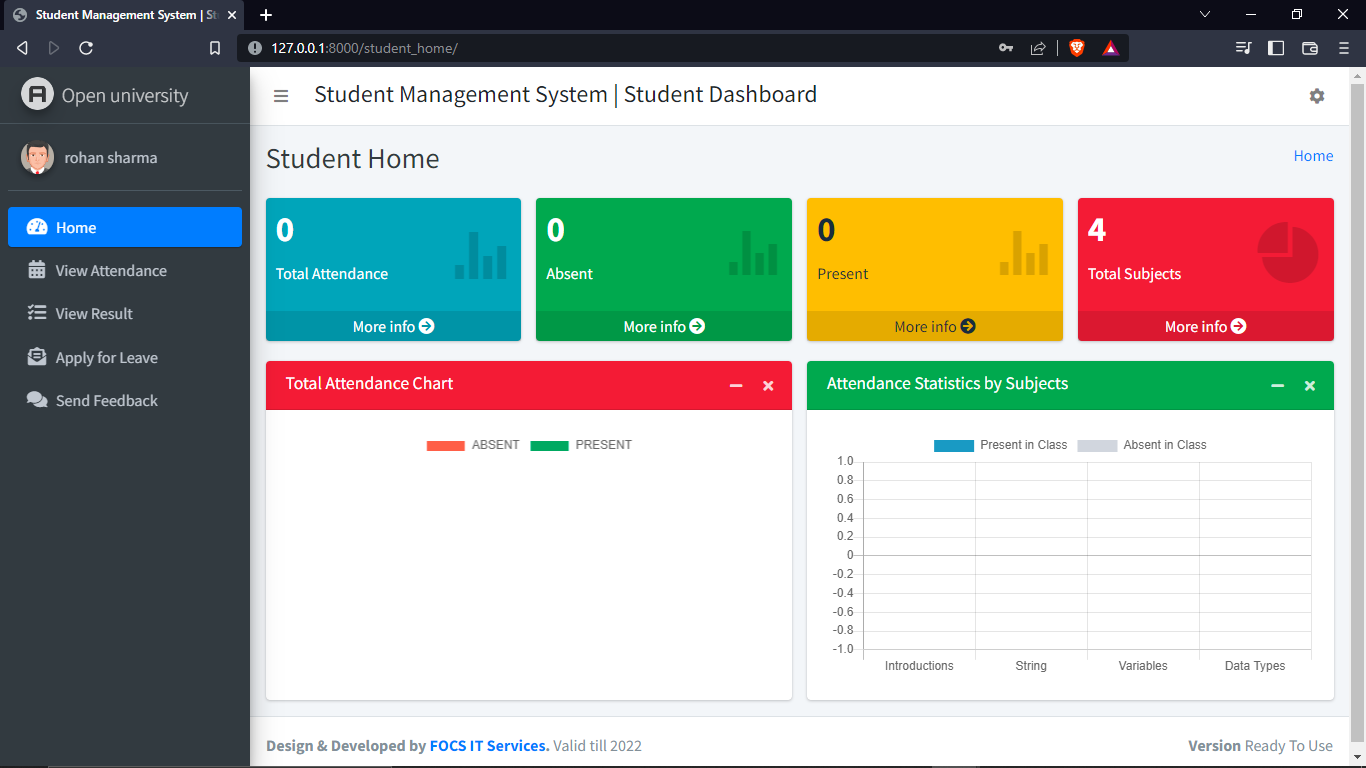 Student Management System | St
127.0.0.1:8000/student_home/
Open university
Student Management System | Student Dashboard
rohan sharma
Student Home
Home
Home
View Attendance
View Result
Apply for Leave
Send Feedback
0
Total Attendance
More info
0
Absent
More info
0
Present
More info
4
Total Subjects
More info
Total Attendance Chart
ABSENT PRESENT
Attendance Statistics by Subjects
Present in Class Absent in Class
1.0
0.8
0.6
0.4
0.2
0
-0.2
-0.4
-0.6
-0.8
-1.0
Introductions String Variables Data Types
Design & Developed by FOCS IT Services. Valid till 2022
Version Ready To Use